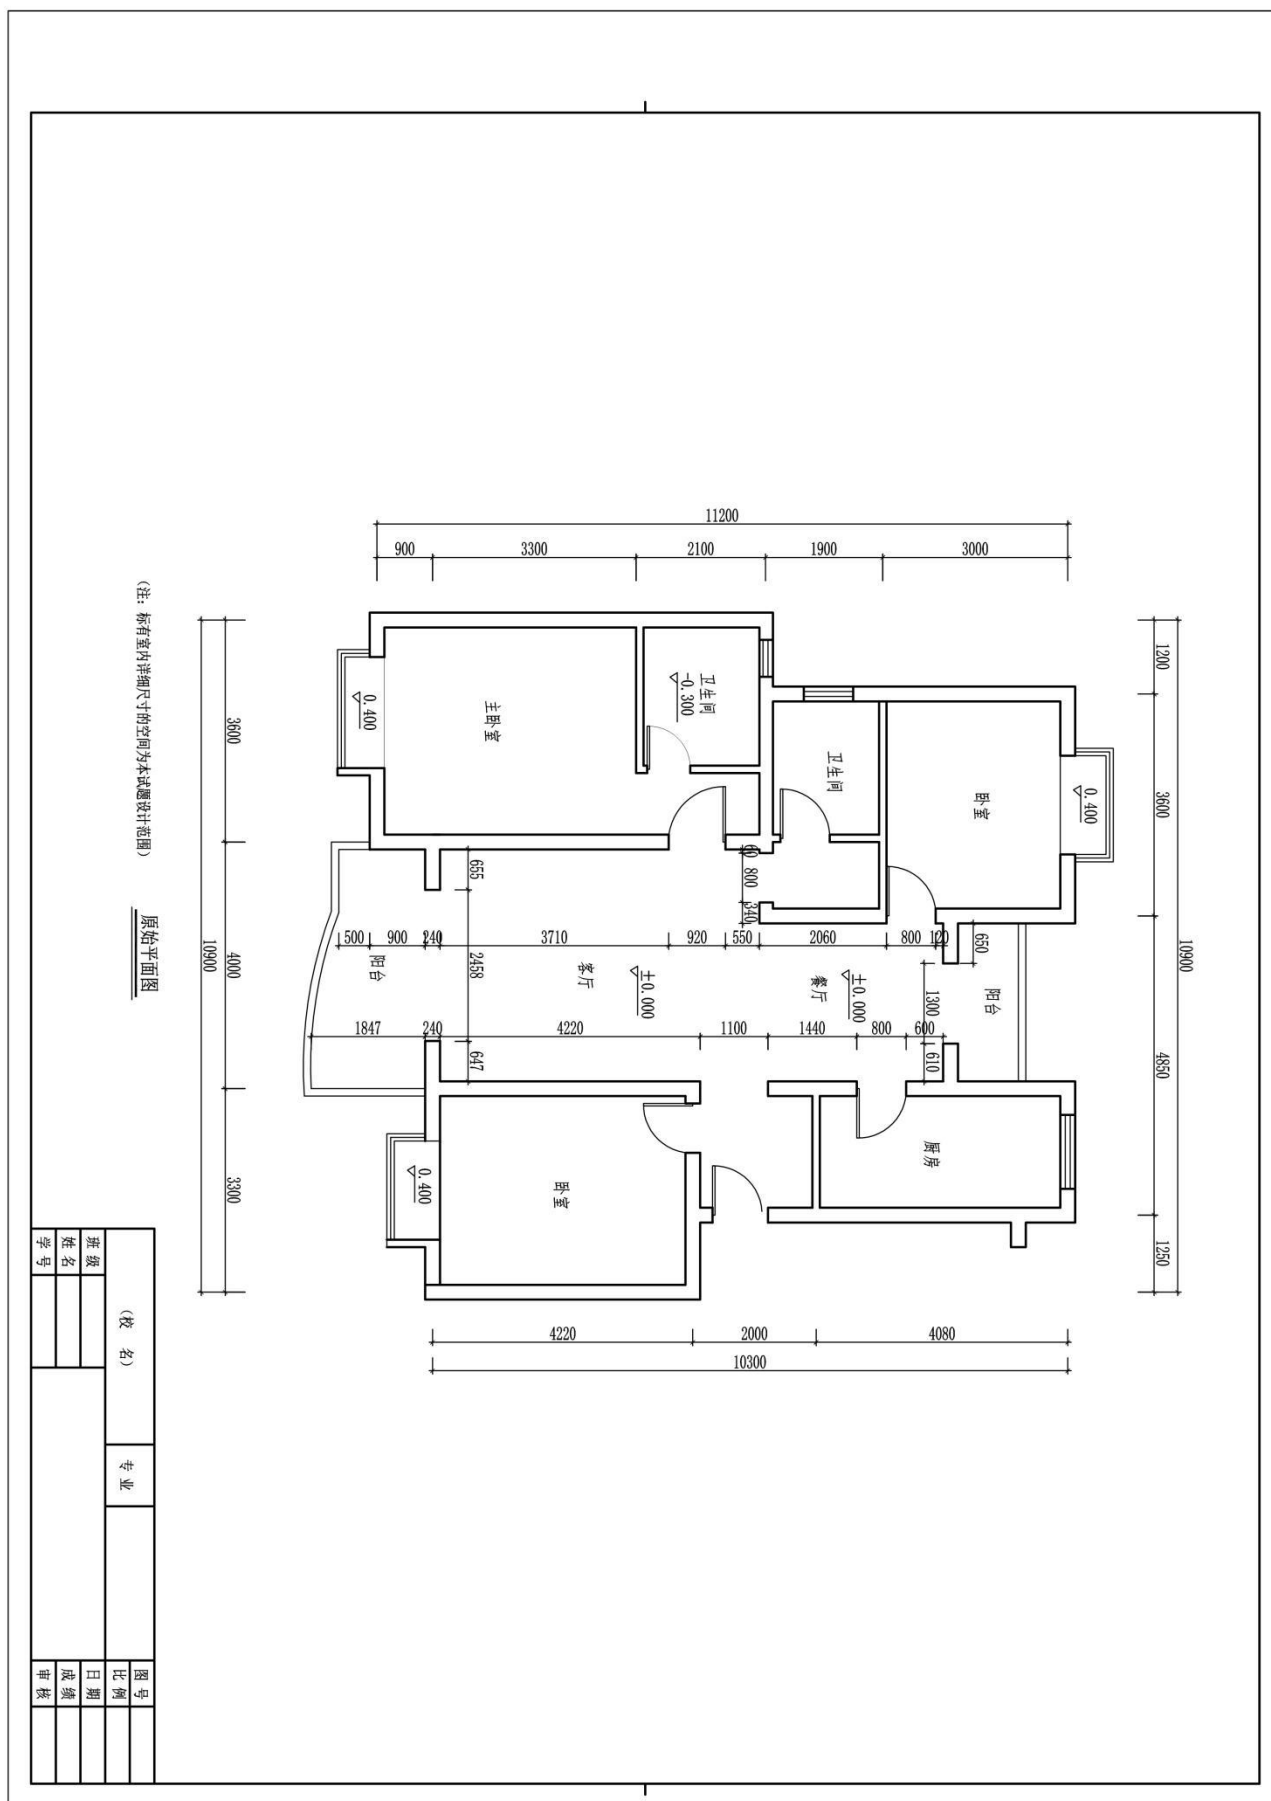 10900
1200
3600
4850
1250
0.400
卧室
阳台
650
1300
610
厨房
卫生间
卫生间
-0.300
餐厅
±0.000
客厅
±0.000
60
800
340
主卧室
0.400
655
2458
647
卧室
0.400
阳台
11200
900
3300
2100
1900
3000
500
900
240
3710
920
550
2060
800
120
1847
240
4220
1100
1440
800
600
4220
2000
4080
10300
3600
4000
3300
10900
(注：标有室内详细尺寸的空间为本试题设计范围)
原始平面图
(校 名)
专 业
图 号
比 例
班 级
日 期
姓 名
成 绩
学 号
审 核